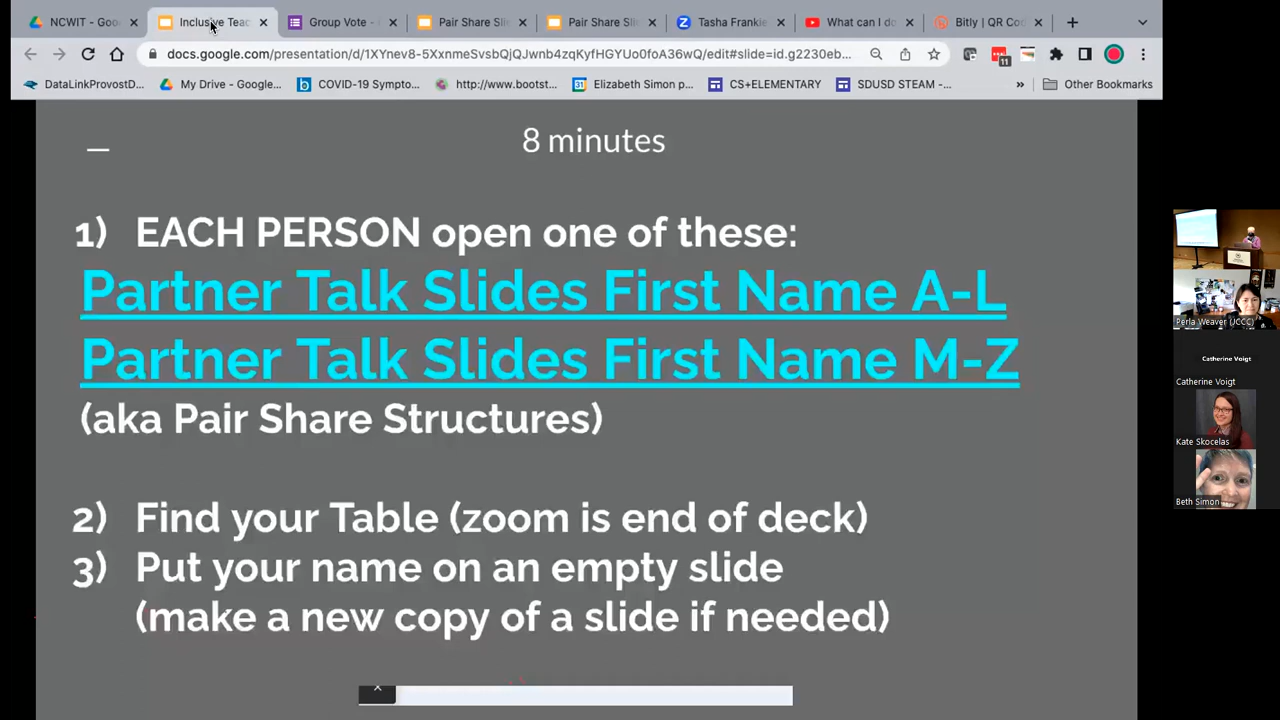 NCWIT - Goo
Inclusive Teac
Group Vote -
Pair Share Sli
Pair Share Sli
Tasha Frankie
What can I do
Bitly | QR Co
docs.google.com/presentation/d/1XYnev8-5XxnmeSvsbQjQJwnb4zqKyfHGYUo0foA36wQ/edit#slide=id.g2230eb...
11
DataLinkProvostD...
My Drive - Google...
COVID-19 Sympto...
http://www.bootst...
Elizabeth Simon p...
CS+ELEMENTARY
SDUSD STEAM -...
»
Other Bookmarks
8 minutes
1) EACH PERSON open one of these:
Partner Talk Slides First Name A-L
Partner Talk Slides First Name M-Z
(aka Pair Share Structures)
2) Find your Table (zoom is end of deck)
3) Put your name on an empty slide
(make a new copy of a slide if needed)
Perla Weaver (JCCC)
Catherine Voigt
Catherine Voigt
Kate Skocelas
Beth Simon